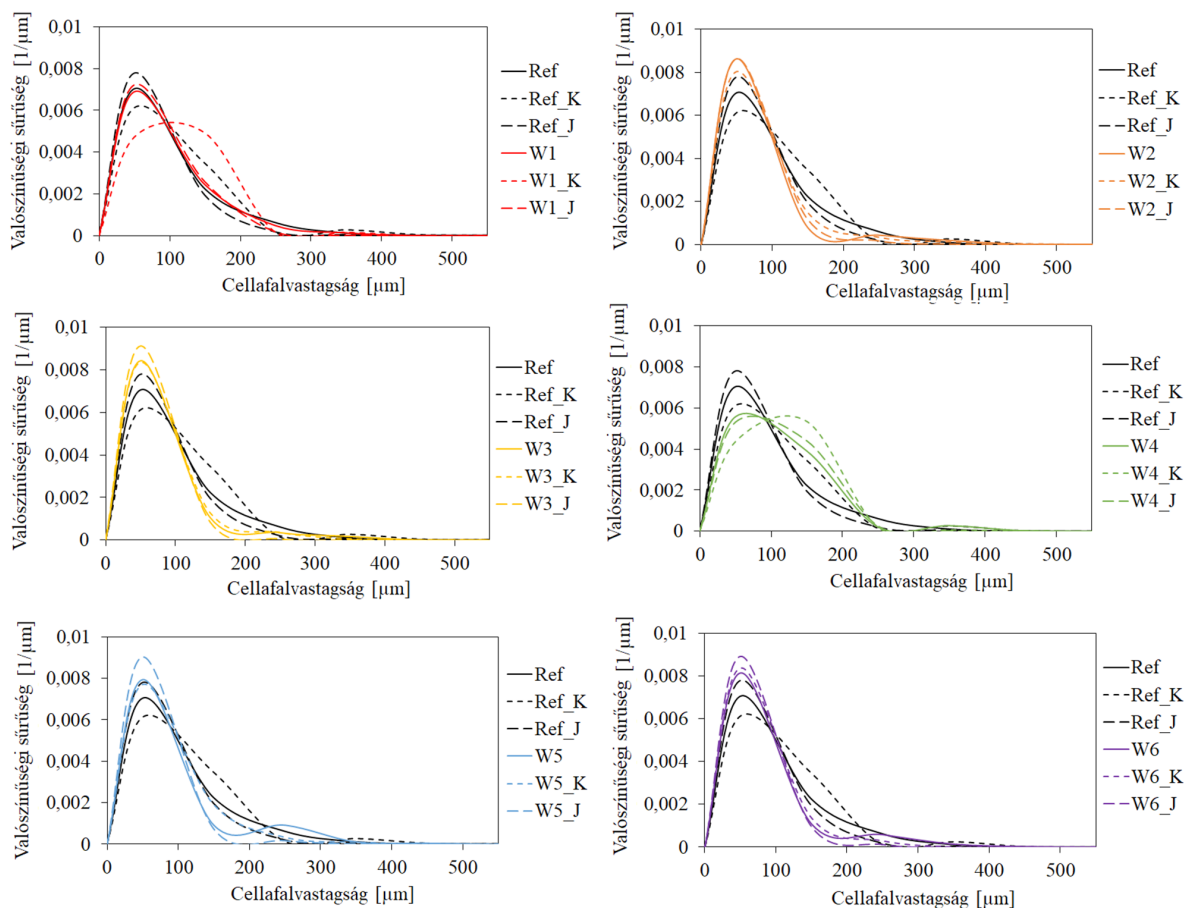 Valószínűségi sűrűség [1/µm]
0,01
0,008
0,006
0,004
0,002
0
0 100 200 300 400 500
Cellafalvastagság [µm]
Ref
Ref_K
Ref_J
W1
W1_K
W1_J
Valószínűségi sűrűség [1/µm]
0,01
0,008
0,006
0,004
0,002
0
0 100 200 300 400 500
Cellafalvastagság [µm]
Ref
Ref_K
Ref_J
W2
W2_K
W2_J
Valószínűségi sűrűség [1/µm]
0,01
0,008
0,006
0,004
0,002
0
0 100 200 300 400 500
Cellafalvastagság [µm]
Ref
Ref_K
Ref_J
W3
W3_K
W3_J
Valószínűségi sűrűség [1/µm]
0,01
0,008
0,006
0,004
0,002
0
0 100 200 300 400 500
Cellafalvastagság [µm]
Ref
Ref_K
Ref_J
W4
W4_K
W4_J
Valószínűségi sűrűség [1/µm]
0,01
0,008
0,006
0,004
0,002
0
0 100 200 300 400 500
Cellafalvastagság [µm]
Ref
Ref_K
Ref_J
W5
W5_K
W5_J
Valószínűségi sűrűség [1/µm]
0,01
0,008
0,006
0,004
0,002
0
0 100 200 300 400 500
Cellafalvastagság [µm]
Ref
Ref_K
Ref_J
W6
W6_K
W6_J